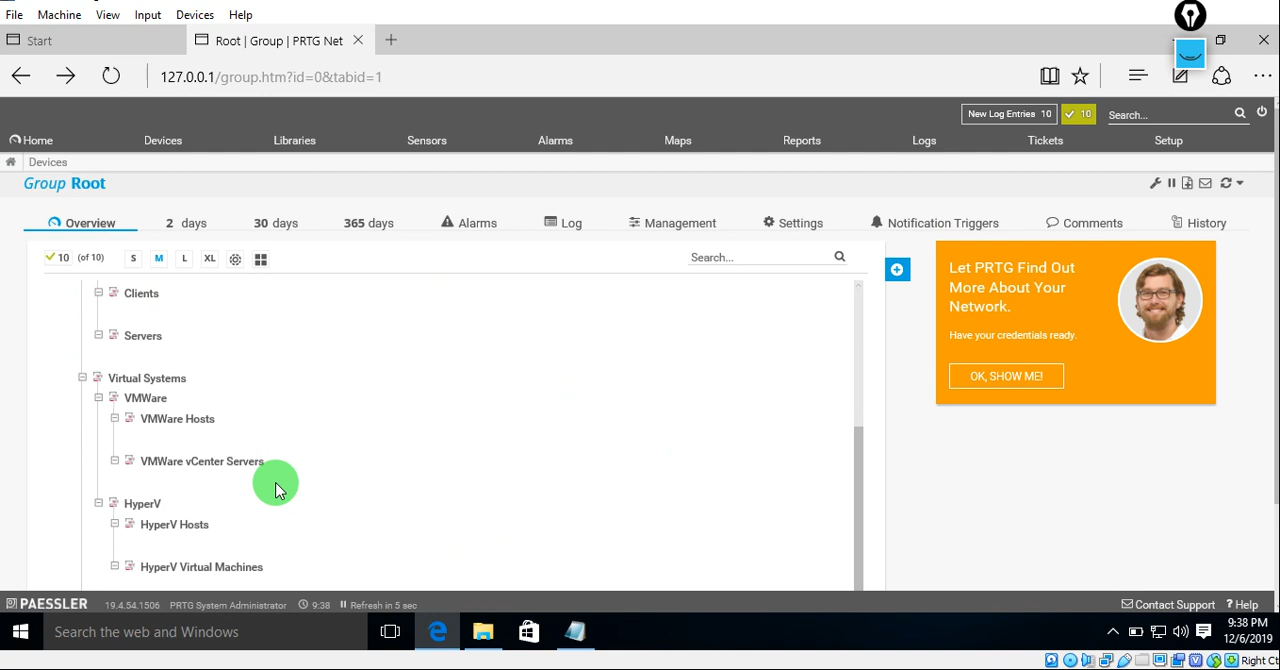 File Machine View Input Devices Help
Start Root | Group | PRTG Net
127.0.0.1/group.htm?id=0&tabid=1
New Log Entries 10 10 Search...
Home Devices Libraries Sensors Alarms Maps Reports Logs Tickets Setup
Devices
Group Root
Overview 2 days 30 days 365 days Alarms Log Management Settings Notification Triggers Comments History
10 (of 10) S M L XL Search...
Let PRTG Find Out
More About Your
Network.
Have your credentials ready.
OK, SHOW ME!
Clients
Servers
Virtual Systems
VMWare
VMWare Hosts
VMWare vCenter Servers
HyperV
HyperV Hosts
HyperV Virtual Machines
PAESSLER 19.4.54.1506 PRTG System Administrator 9:38 Refresh in 5 sec Contact Support ? Help
Search the web and Windows
9:38 PM
12/6/2019
Right Ct